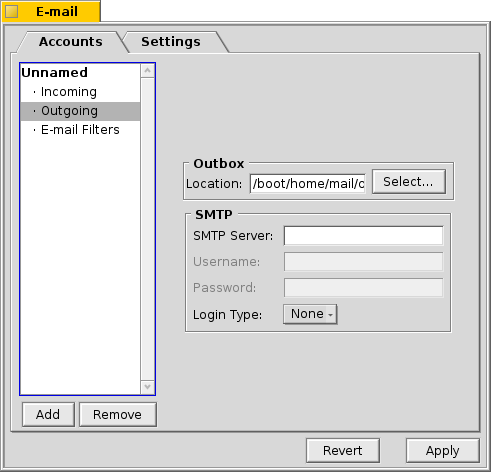 E-mail
Accounts
Settings
Unnamed
· Incoming
· Outgoing
· E-mail Filters
Outbox
Location: /boot/home/mail/o Select...
SMTP
SMTP Server:
Username:
Password:
Login Type: None
Add
Remove
Revert
Apply